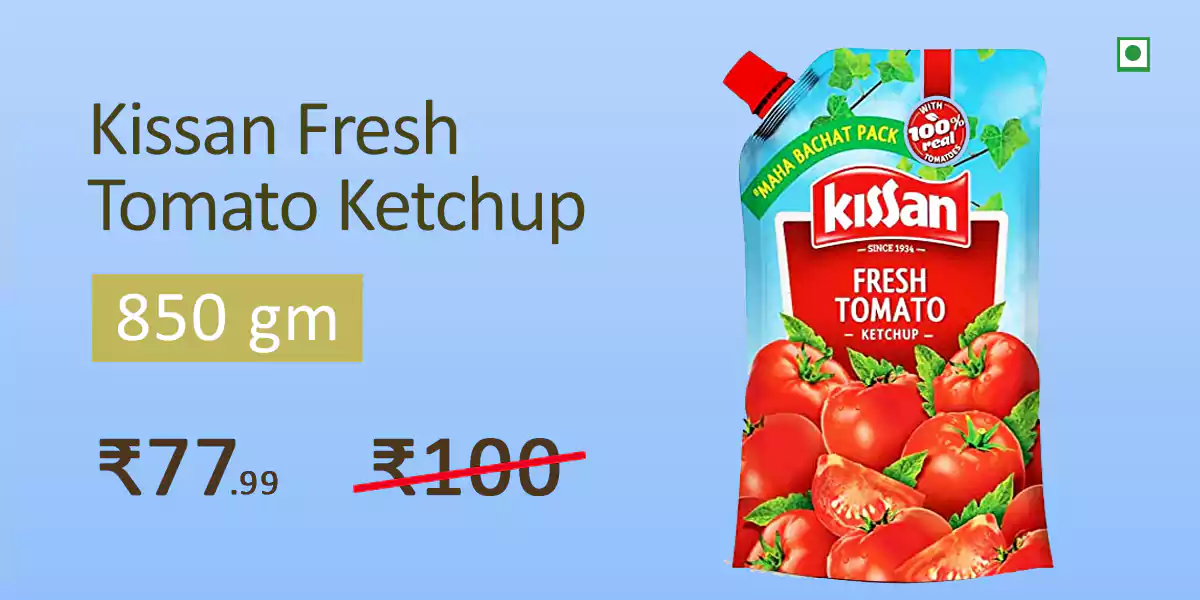 Kissan Fresh
Tomato Ketchup
850 gm
₹77.99 ₹100
*MAHA BACHAT PACK
WITH
100%
real
TOMATOES
kissan
SINCE 1934
FRESH
TOMATO
KETCHUP